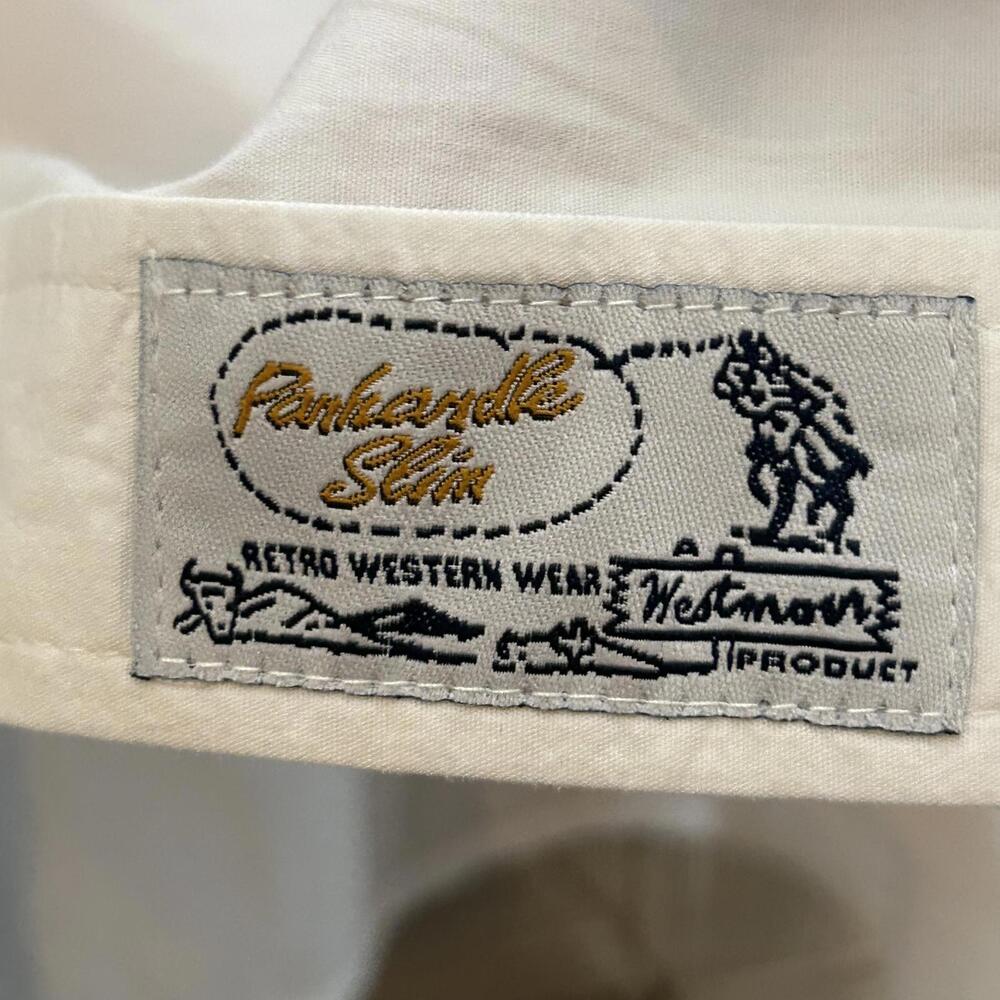 Panhandle
Slim
RETRO WESTERN WEAR
Westmoor
PRODUCT